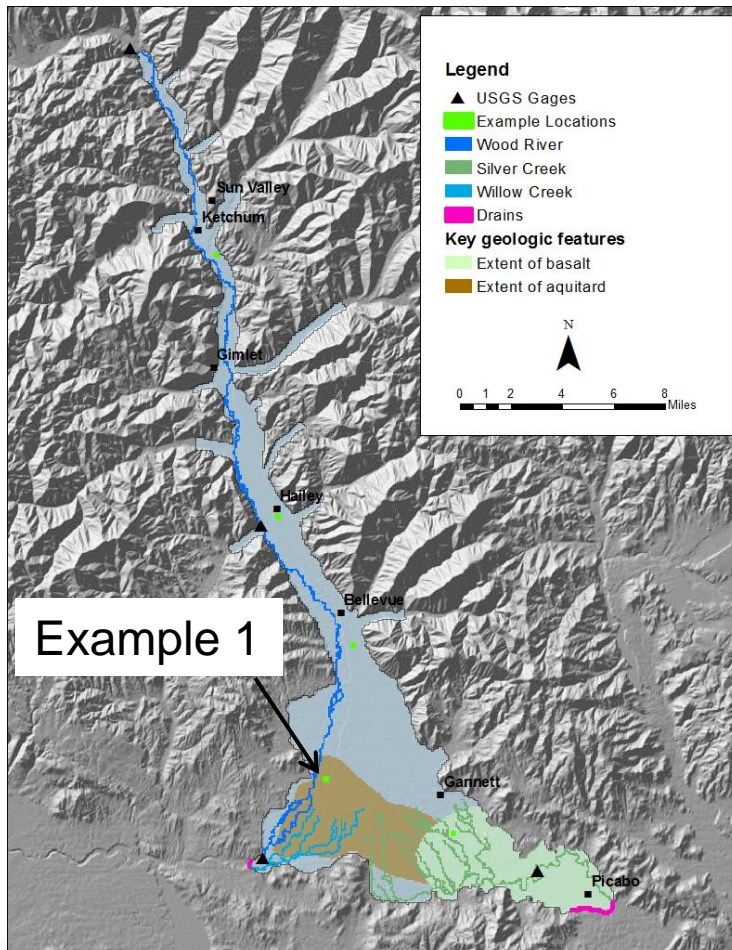 Legend
USGS Gages
Example Locations
Wood River
Silver Creek
Willow Creek
Drains
Key geologic features
Extent of basalt
Extent of aquitard
N
0 1 2 4 6 8
Miles
Sun Valley
Ketchum
Gimlet
Hailey
Bellevue
Example 1
Gannett
Picabo